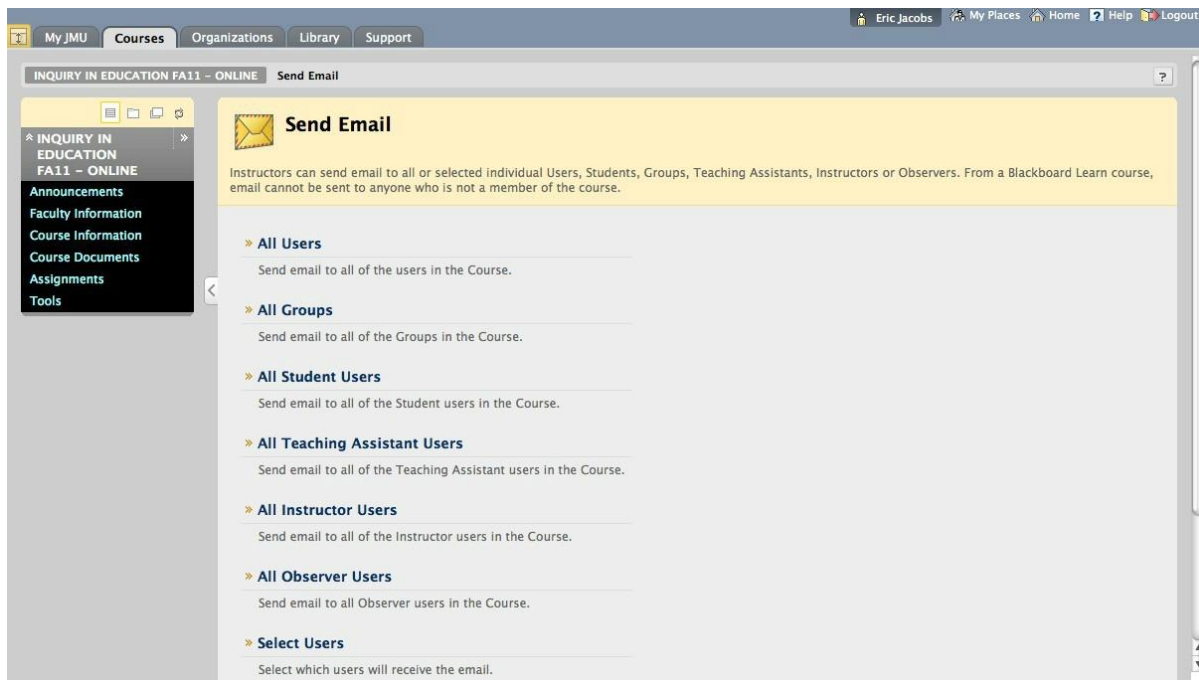 Eric Jacobs My Places Home ? Help Logout
My JMU Courses Organizations Library Support
INQUIRY IN EDUCATION FA11 – ONLINE Send Email ?
INQUIRY IN
EDUCATION
FA11 – ONLINE
Announcements
Faculty Information
Course Information
Course Documents
Assignments
Tools
Send Email
Instructors can send email to all or selected individual Users, Students, Groups, Teaching Assistants, Instructors or Observers. From a Blackboard Learn course,
email cannot be sent to anyone who is not a member of the course.
» All Users
Send email to all of the users in the Course.
» All Groups
Send email to all of the Groups in the Course.
» All Student Users
Send email to all of the Student users in the Course.
» All Teaching Assistant Users
Send email to all of the Teaching Assistant users in the Course.
» All Instructor Users
Send email to all of the Instructor users in the Course.
» All Observer Users
Send email to all Observer users in the Course.
» Select Users
Select which users will receive the email.